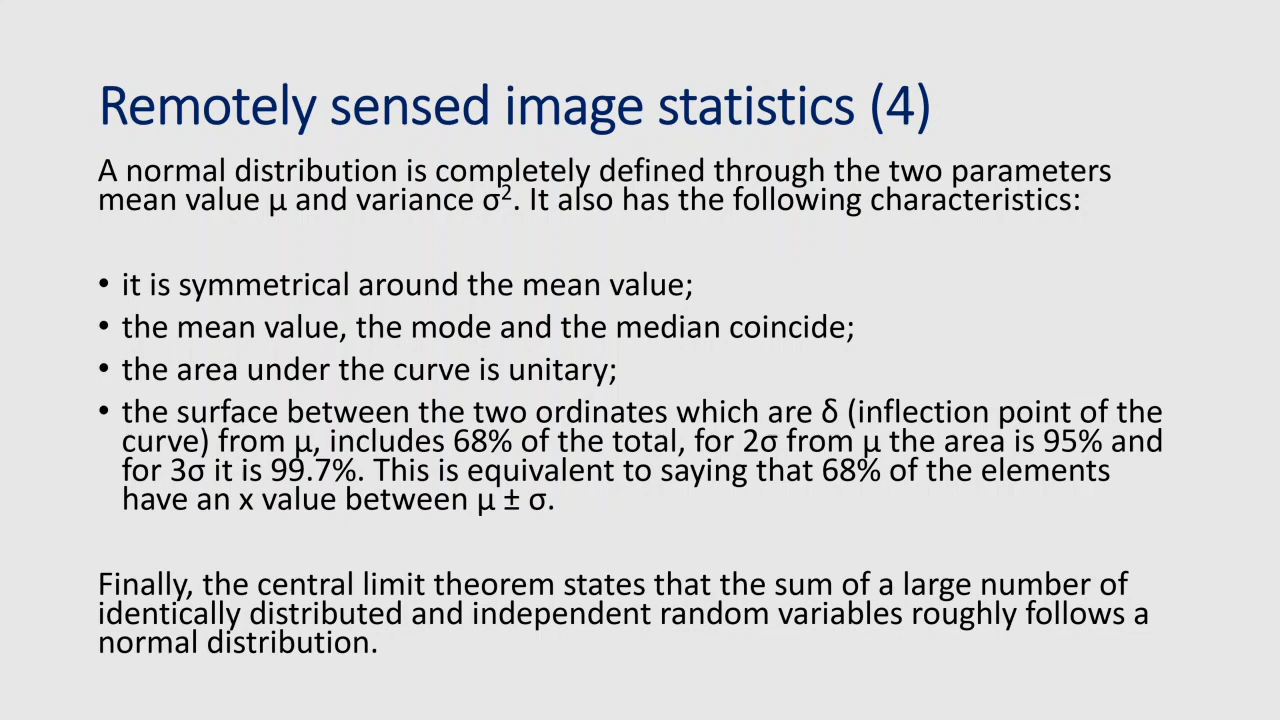 Remotely sensed image statistics (4)
A normal distribution is completely defined through the two parameters
mean value μ and variance σ². It also has the following characteristics:
• it is symmetrical around the mean value;
• the mean value, the mode and the median coincide;
• the area under the curve is unitary;
• the surface between the two ordinates which are δ (inflection point of the
curve) from μ, includes 68% of the total, for 2σ from μ the area is 95% and
for 3σ it is 99.7%. This is equivalent to saying that 68% of the elements
have an x value between μ ± σ.
Finally, the central limit theorem states that the sum of a large number of
identically distributed and independent random variables roughly follows a
normal distribution.